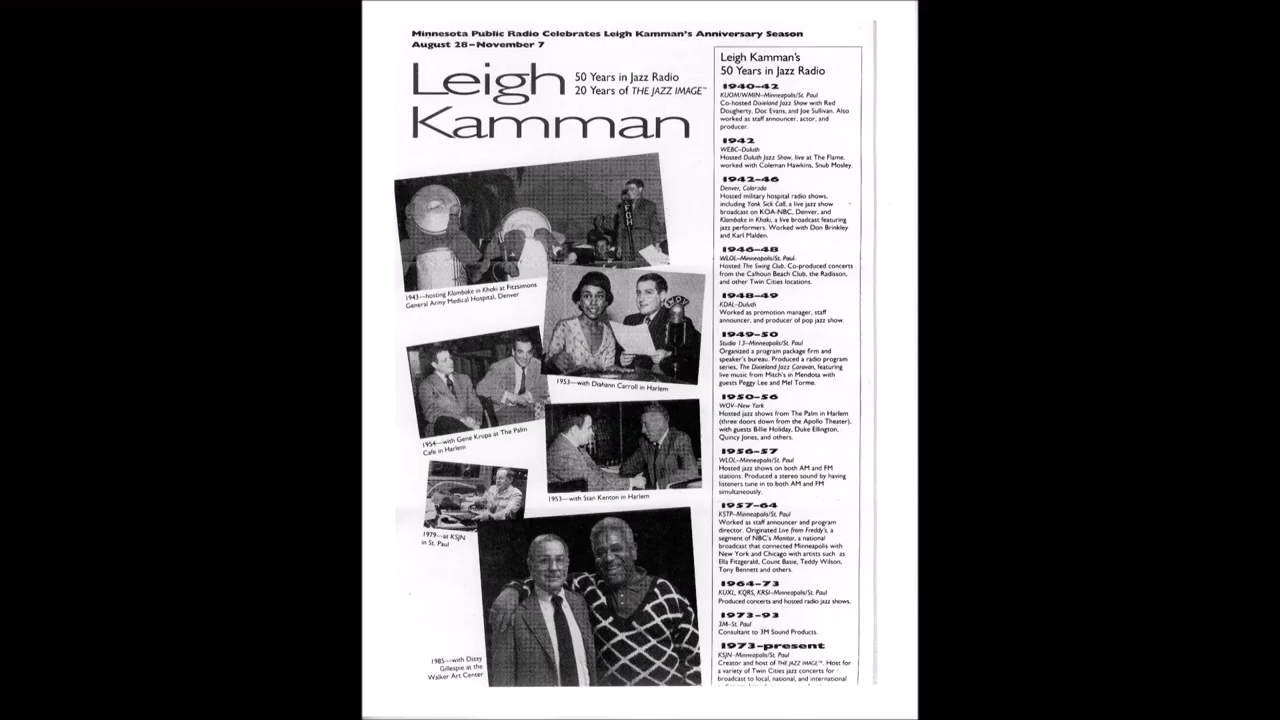 Minnesota Public Radio Celebrates Leigh Kamman's Anniversary Season
August 28–November 7
Leigh
Kamman
50 Years in Jazz Radio
20 Years of THE JAZZ IMAGE™
1943—hosting Klambake in Khaki at Fitzsimons
General Army Medical Hospital, Denver
WOV
1953—with Diahann Carroll in Harlem
1954—with Gene Krupa at The Palm
Cafe in Harlem
1953—with Stan Kenton in Harlem
1979—at KSJN
in St. Paul
1985—with Dizzy
Gillespie at the
Walker Art Center
Leigh Kamman's
50 Years in Jazz Radio
1940–42
KUOM/WMIN–Minneapolis/St. Paul
Co-hosted Dixieland Jazz Show with Red
Dougherty, Doc Evans, and Joe Sullivan. Also
worked as staff announcer, actor, and
producer.
1942
WEBC–Duluth
Hosted Duluth Jazz Show, live at The Flame,
worked with Coleman Hawkins, Snub Mosley.
1942–46
Denver, Colorado
Hosted military hospital radio shows,
including Yank Sick Call, a live jazz show
broadcast on KOA-NBC, Denver, and
Klambake in Khaki, a live broadcast featuring
jazz performers. Worked with Don Brinkley
and Karl Malden.
1946–48
WLOL–Minneapolis/St. Paul
Hosted The Swing Club. Co-produced concerts
from the Calhoun Beach Club, the Radisson,
and other Twin Cities locations.
1948–49
KDAL–Duluth
Worked as promotion manager, staff
announcer, and producer of pop jazz show.
1949–50
Studio 13–Minneapolis/St. Paul
Organized a program package firm and
speaker's bureau. Produced a radio program
series, The Dixieland Jazz Caravan, featuring
live music from Mitch's in Mendota with
guests Peggy Lee and Mel Torme.
1950–56
WOV–New York
Hosted jazz shows from The Palm in Harlem
(three doors down from the Apollo Theater),
with guests Billie Holiday, Duke Ellington,
Quincy Jones, and others.
1956–57
WLOL–Minneapolis/St. Paul
Hosted jazz shows on both AM and FM
stations. Produced a stereo sound by having
listeners tune in to both AM and FM
simultaneously.
1957–64
KSTP–Minneapolis/St. Paul
Worked as staff announcer and program
director. Originated Live from Freddy's, a
segment of NBC's Monitor, a national
broadcast that connected Minneapolis with
New York and Chicago with artists such as
Ella Fitzgerald, Count Basie, Teddy Wilson,
Tony Bennett and others.
1964–73
KUXL, KQRS, KRSI–Minneapolis/St. Paul
Produced concerts and hosted radio jazz shows.
1973–93
3M–St. Paul
Consultant to 3M Sound Products.
1973–present
KSJN–Minneapolis/St. Paul
Creator and host of THE JAZZ IMAGE™. Host for
a variety of Twin Cities jazz concerts for
broadcast to local, national, and international